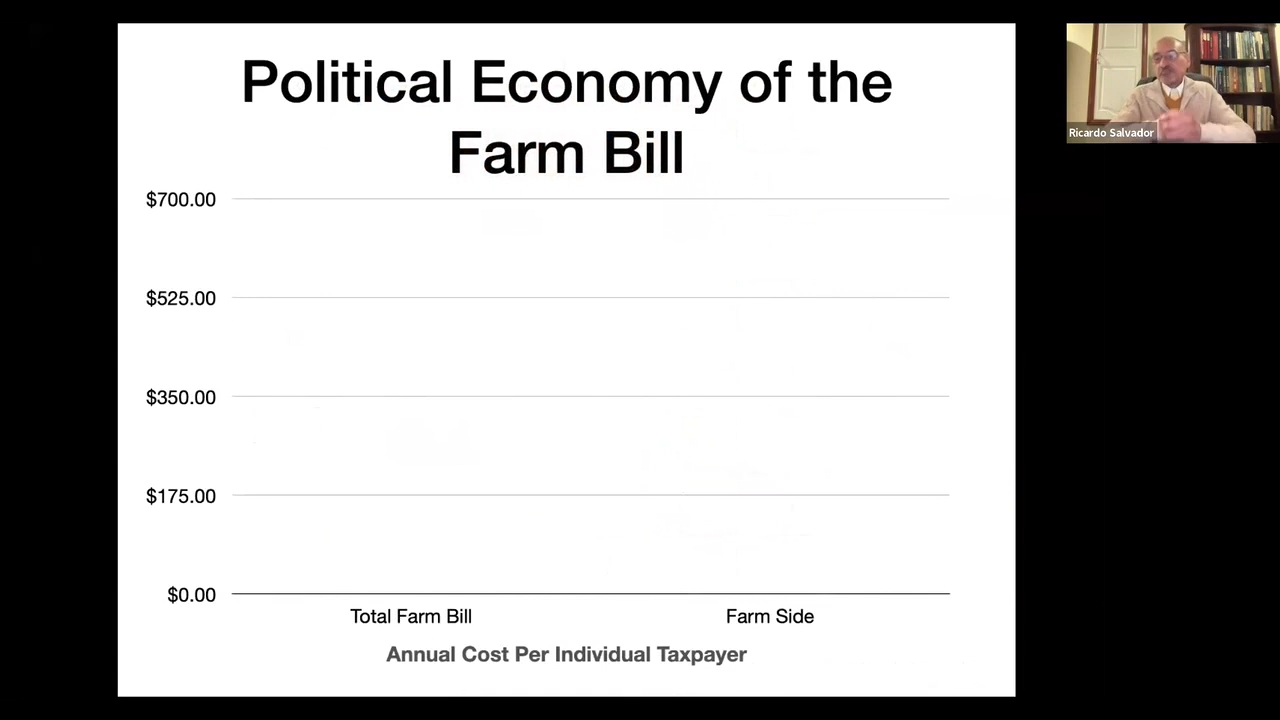 Political Economy of the
Farm Bill
$700.00
$525.00
$350.00
$175.00
$0.00
Total Farm Bill
Farm Side
Annual Cost Per Individual Taxpayer
Ricardo Salvador